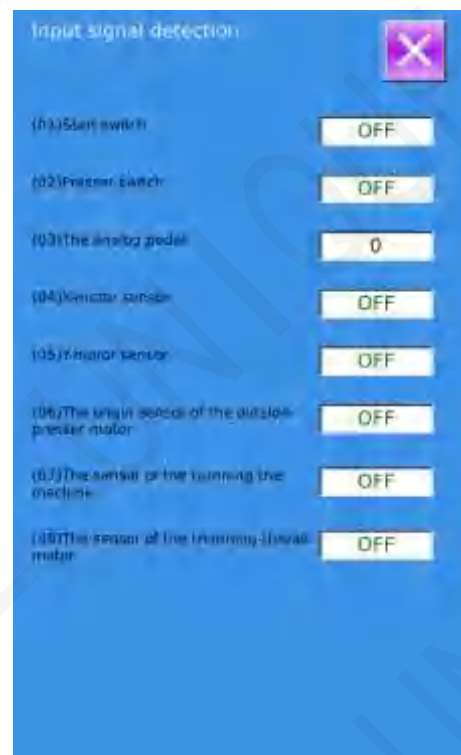 Input signal detection
(01)Start switch
OFF
(02)Presser switch
OFF
(03)The analog pedal
0
(04)X motor sensor
OFF
(05)Y motor sensor
OFF
(06)The origin sensor of the outside-
presser motor
OFF
(07)The sensor of the turning the
machine
OFF
The sensor of the trimming thread
motor
OFF